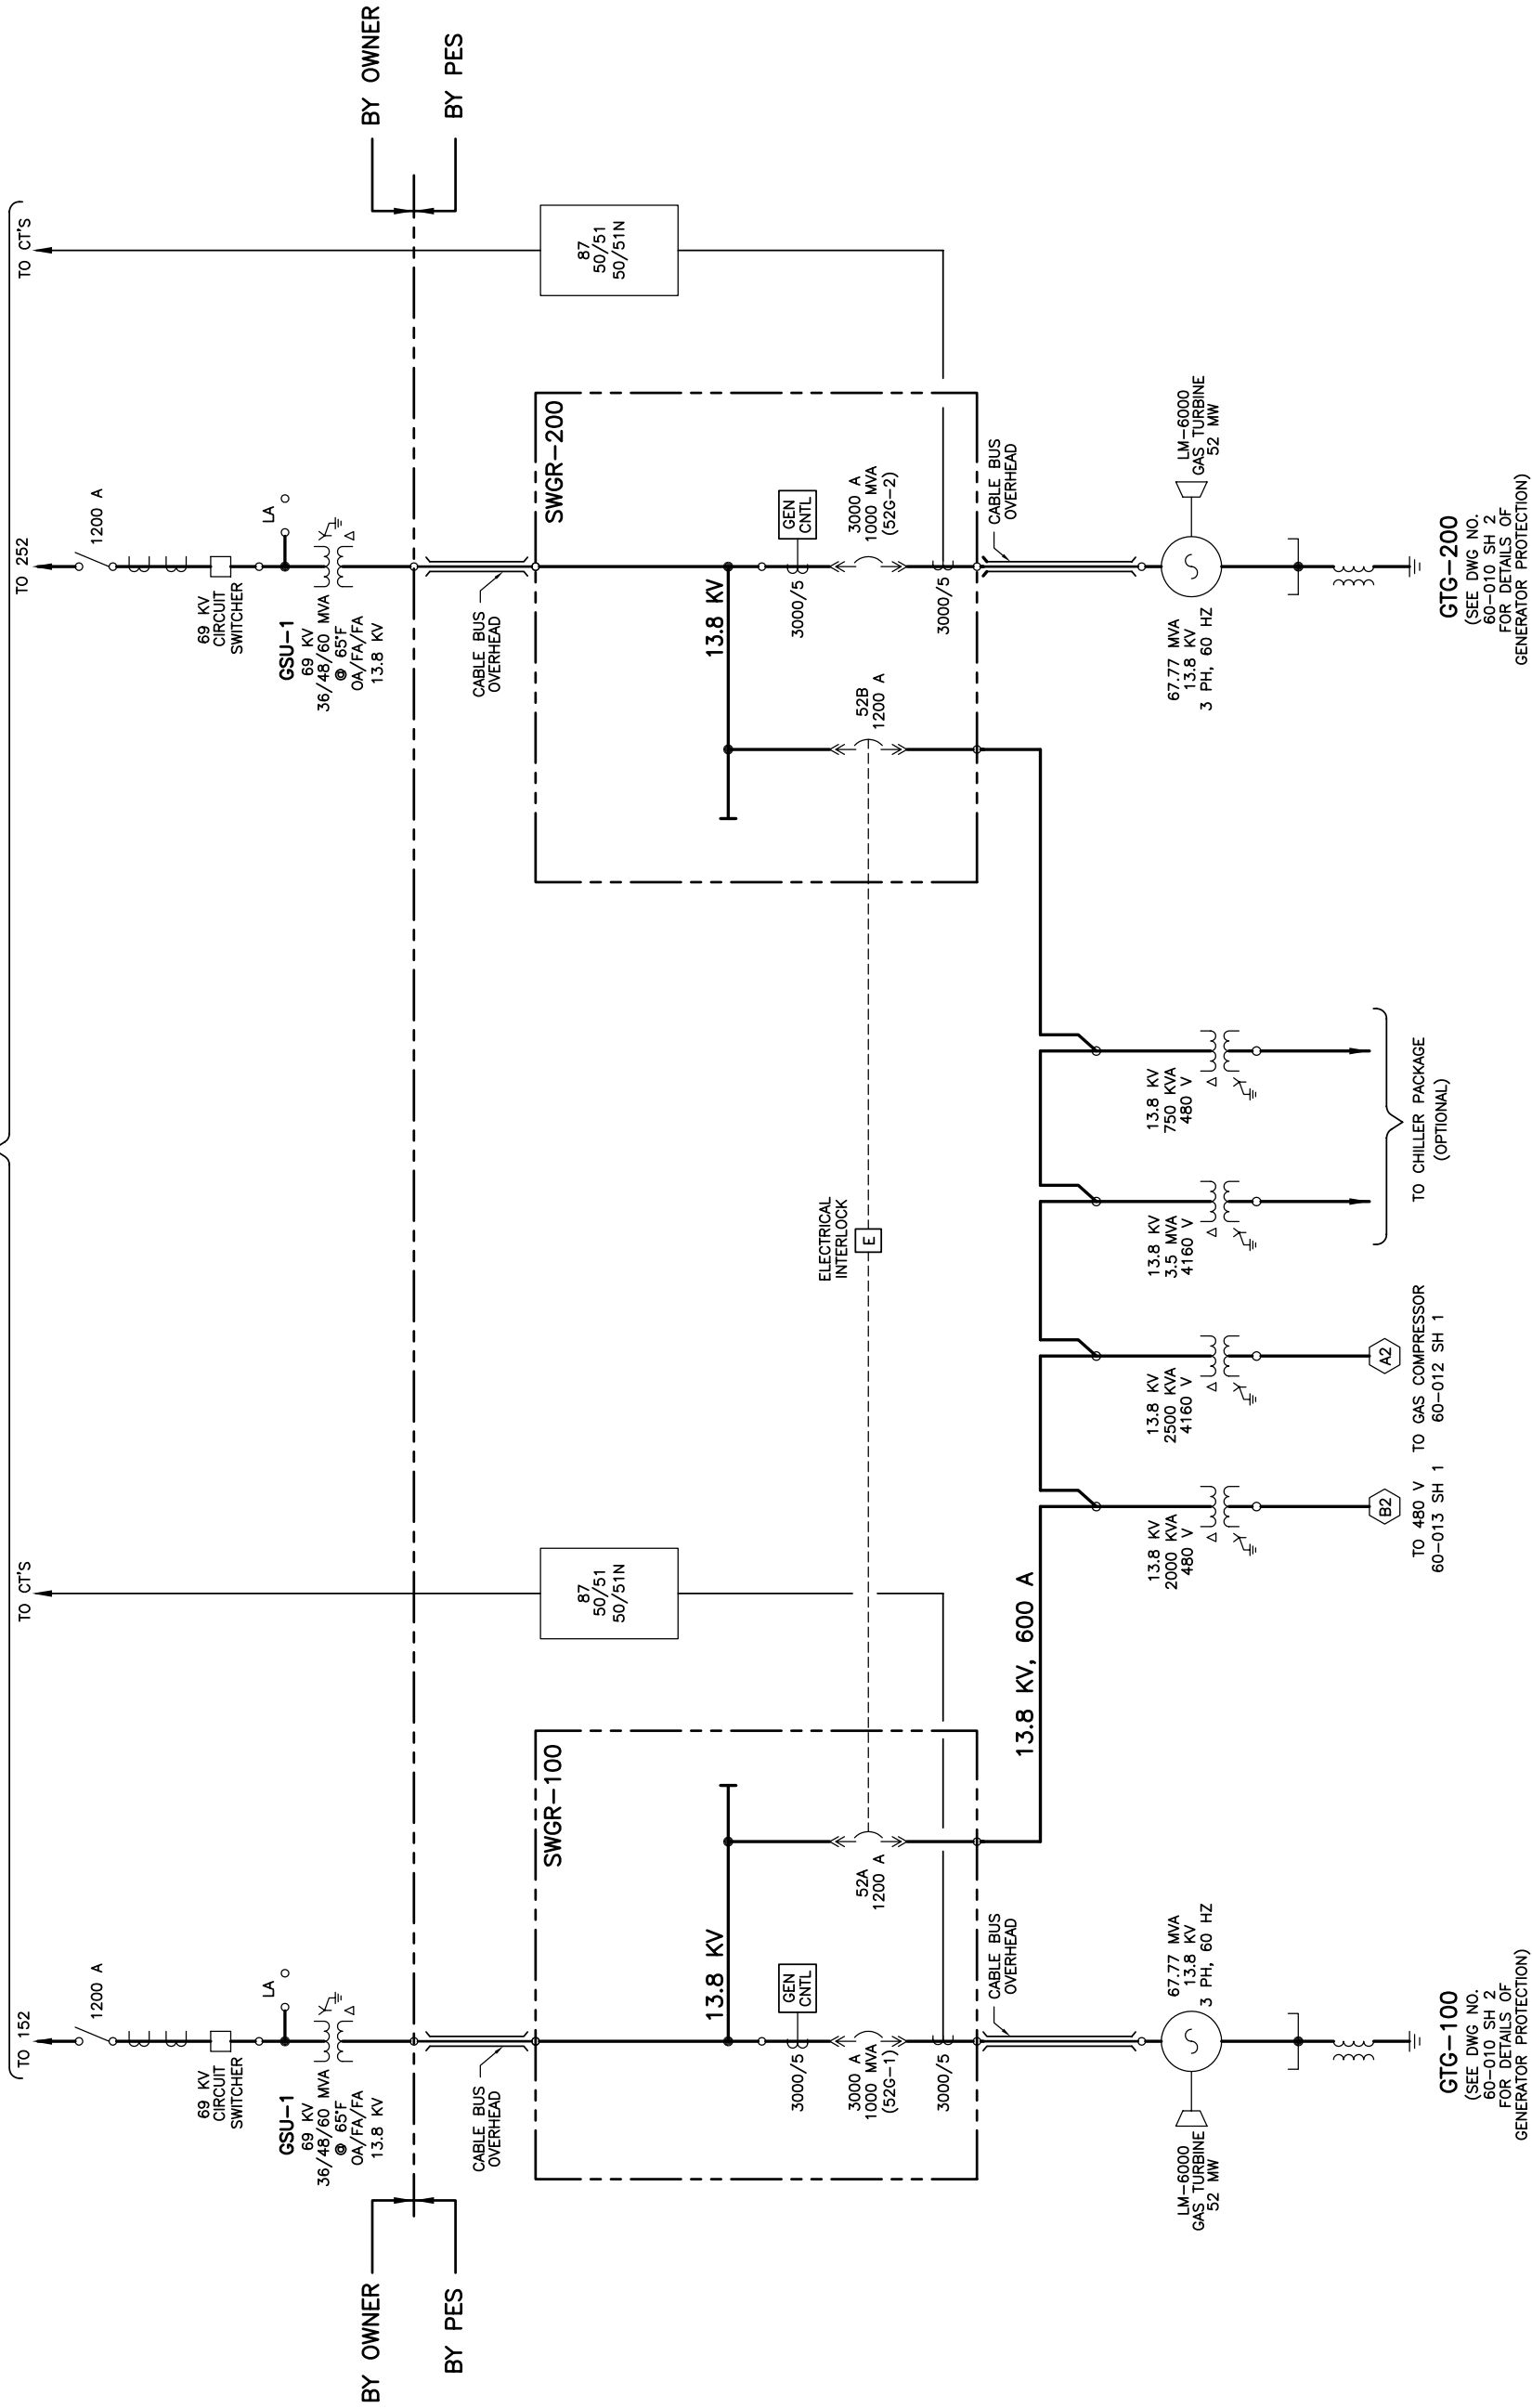 TO 152
TO CT'S
TO 252
TO CT'S
1200 A
1200 A
69 KV
CIRCUIT
SWITCHER
LA
69 KV
CIRCUIT
SWITCHER
LA
GSU-1
69 KV
36/48/60 MVA
@ 65°F
OA/FA/FA
13.8 KV
GSU-1
69 KV
36/48/60 MVA
@ 65°F
OA/FA/FA
13.8 KV
BY OWNER
BY PES
BY OWNER
BY PES
CABLE BUS
OVERHEAD
CABLE BUS
OVERHEAD
SWGR-100
87
50/51
50/51N
SWGR-200
87
50/51
50/51N
13.8 KV
13.8 KV
GEN
CNTL
3000/5
3000 A
1000 MVA
(52G-1)
3000/5
52A
1200 A
ELECTRICAL
INTERLOCK
E
52B
1200 A
GEN
CNTL
3000/5
3000 A
1000 MVA
(52G-2)
3000/5
CABLE BUS
OVERHEAD
CABLE BUS
OVERHEAD
13.8 KV, 600 A
LM-6000
GAS TURBINE
52 MW
67.77 MVA
13.8 KV
3 PH, 60 HZ
13.8 KV
2000 KVA
480 V
13.8 KV
2500 KVA
4160 V
13.8 KV
3.5 MVA
4160 V
13.8 KV
750 KVA
480 V
67.77 MVA
13.8 KV
3 PH, 60 HZ
LM-6000
GAS TURBINE
52 MW
B2
TO 480 V
60-013 SH 1
A2
TO GAS COMPRESSOR
60-012 SH 1
TO CHILLER PACKAGE
(OPTIONAL)
GTG-100
(SEE DWG NO.
60-010 SH 2
FOR DETAILS OF
GENERATOR PROTECTION)
GTG-200
(SEE DWG NO.
60-010 SH 2
FOR DETAILS OF
GENERATOR PROTECTION)